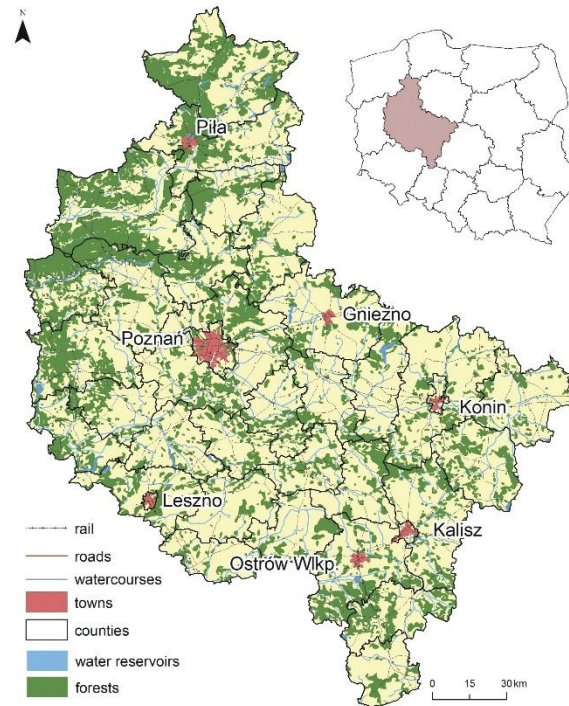 N
Piła
Gniezno
Poznań
Konin
Leszno
Kalisz
Ostrów Wlkp.
rail
roads
watercourses
towns
counties
water reservoirs
forests
0 15 30 km